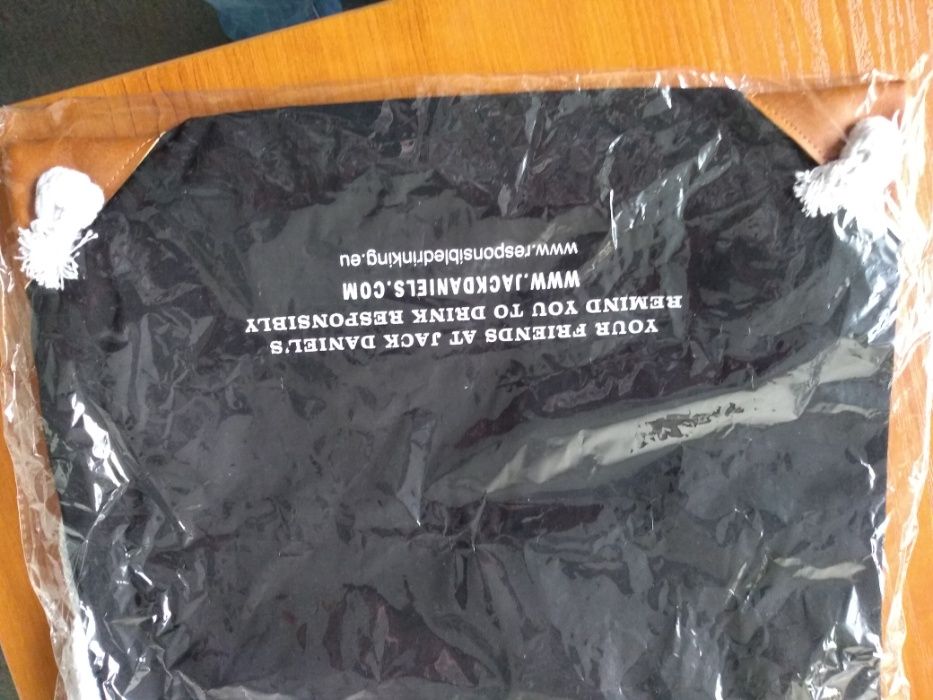 YOUR FRIENDS AT JACK DANIEL'S
REMIND YOU TO DRINK RESPONSIBLY
WWW.JACKDANIELS.COM
www.responsibledrinking.eu